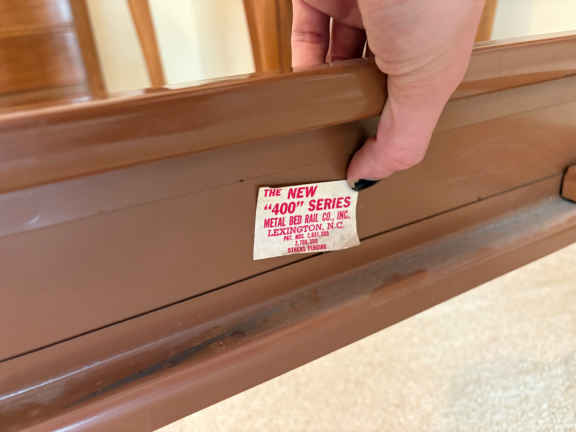 THE NEW
"400" SERIES
METAL BED RAIL CO., INC.
LEXINGTON, N.C.
PAT. NOS.
OTHERS PENDING